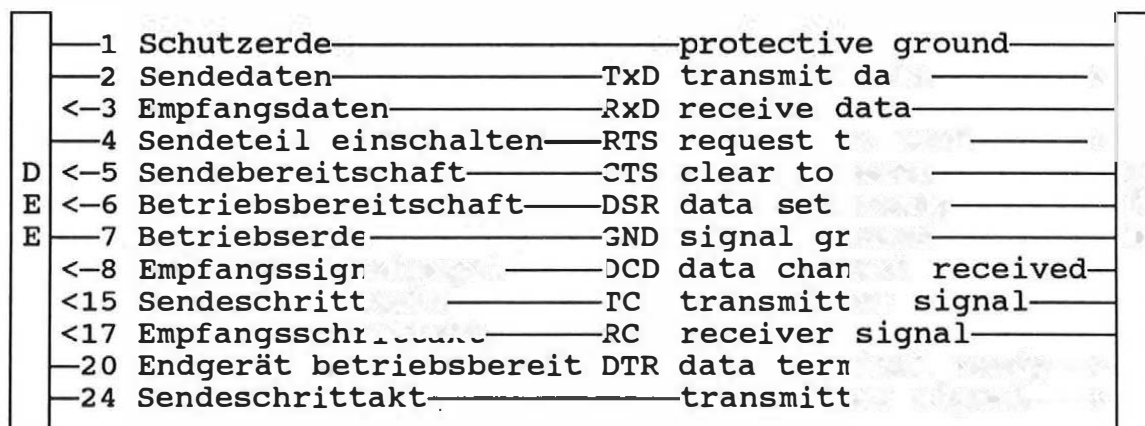 1 Schutzerde protective ground
2 Sendedaten TxD transmit da
<-3 Empfangsdaten RxD receive data
4 Sendeteil einschalten RTS request t
D <-5 Sendebereitschaft CTS clear to
E <-6 Betriebsbereitschaft DSR data set
E 7 Betriebserde GND signal gr
<-8 Empfangssign DCD data chan received
<15 Sendeschritt TC transmitt signal
<17 RC receiver signal
20 Endgerät betriebsbereit DTR data term
24 Sendeschrittakt transmitt